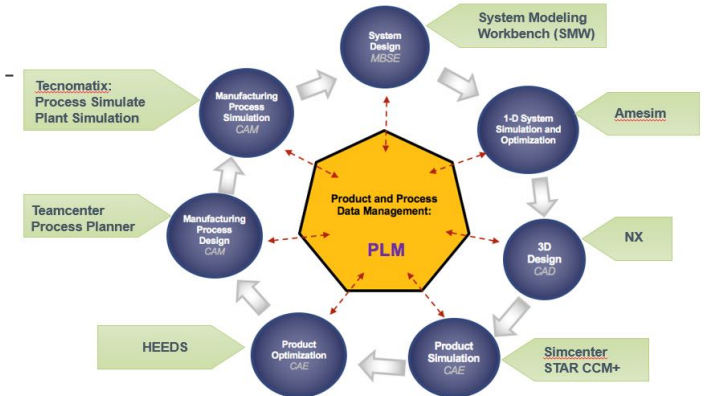 System Modeling
Workbench (SMW)
System
Design
MBSE
Tecnomatix:
Process Simulate
Plant Simulation
Manufacturing
Process
Simulation
CAM
1-D System
Simulation and
Optimization
Amesim
Product and Process
Data Management:
PLM
Teamcenter
Process Planner
Manufacturing
Process
Design
CAM
3D
Design
CAD
NX
HEEDS
Product
Optimization
CAE
Product
Simulation
CAE
Simcenter
STAR CCM+